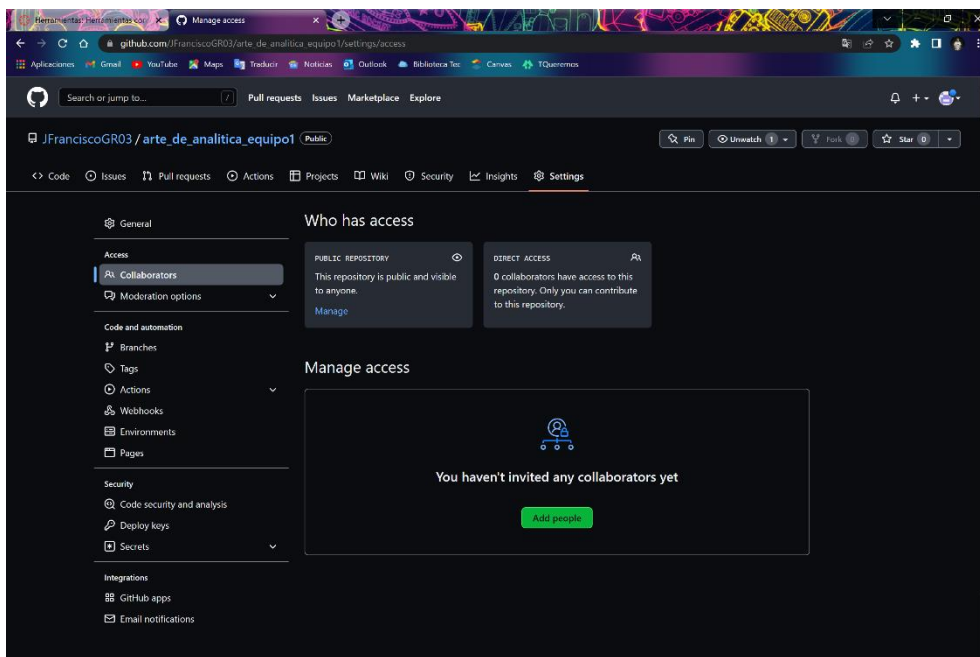 Herramientas: Herramientas cor
Manage access
github.com/JFranciscoGR03/arte_de_analitica_equipo1/settings/access
Aplicaciones Gmail YouTube Maps Traducir Noticias Outlook Biblioteca Tec Canvas TQueremos
Search or jump to... / Pull requests Issues Marketplace Explore
JFranciscoGR03 / arte_de_analitica_equipo1 Public
Pin Unwatch 1 Fork 0 Star 0
Code Issues Pull requests Actions Projects Wiki Security Insights Settings
General
Access
Collaborators
Moderation options
Code and automation
Branches
Tags
Actions
Webhooks
Environments
Pages
Security
Code security and analysis
Deploy keys
Secrets
Integrations
GitHub apps
Email notifications
Who has access
PUBLIC REPOSITORY
This repository is public and visible
to anyone.
Manage
DIRECT ACCESS
0 collaborators have access to this
repository. Only you can contribute
to this repository.
Manage access
You haven't invited any collaborators yet
Add people